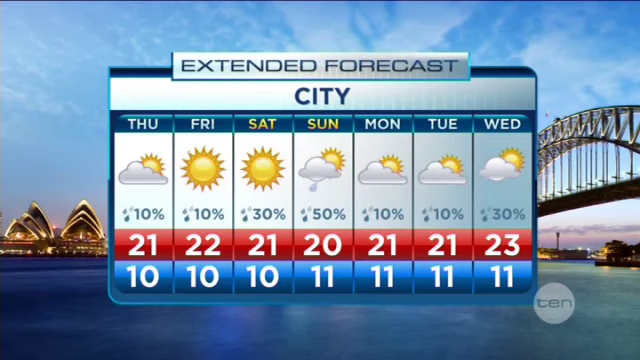 EXTENDED FORECAST
CITY
THU FRI SAT SUN MON TUE WED
10% 10% 30% 50% 10% 10% 30%
21 22 21 20 21 21 23
10 10 10 11 11 11 11
ten